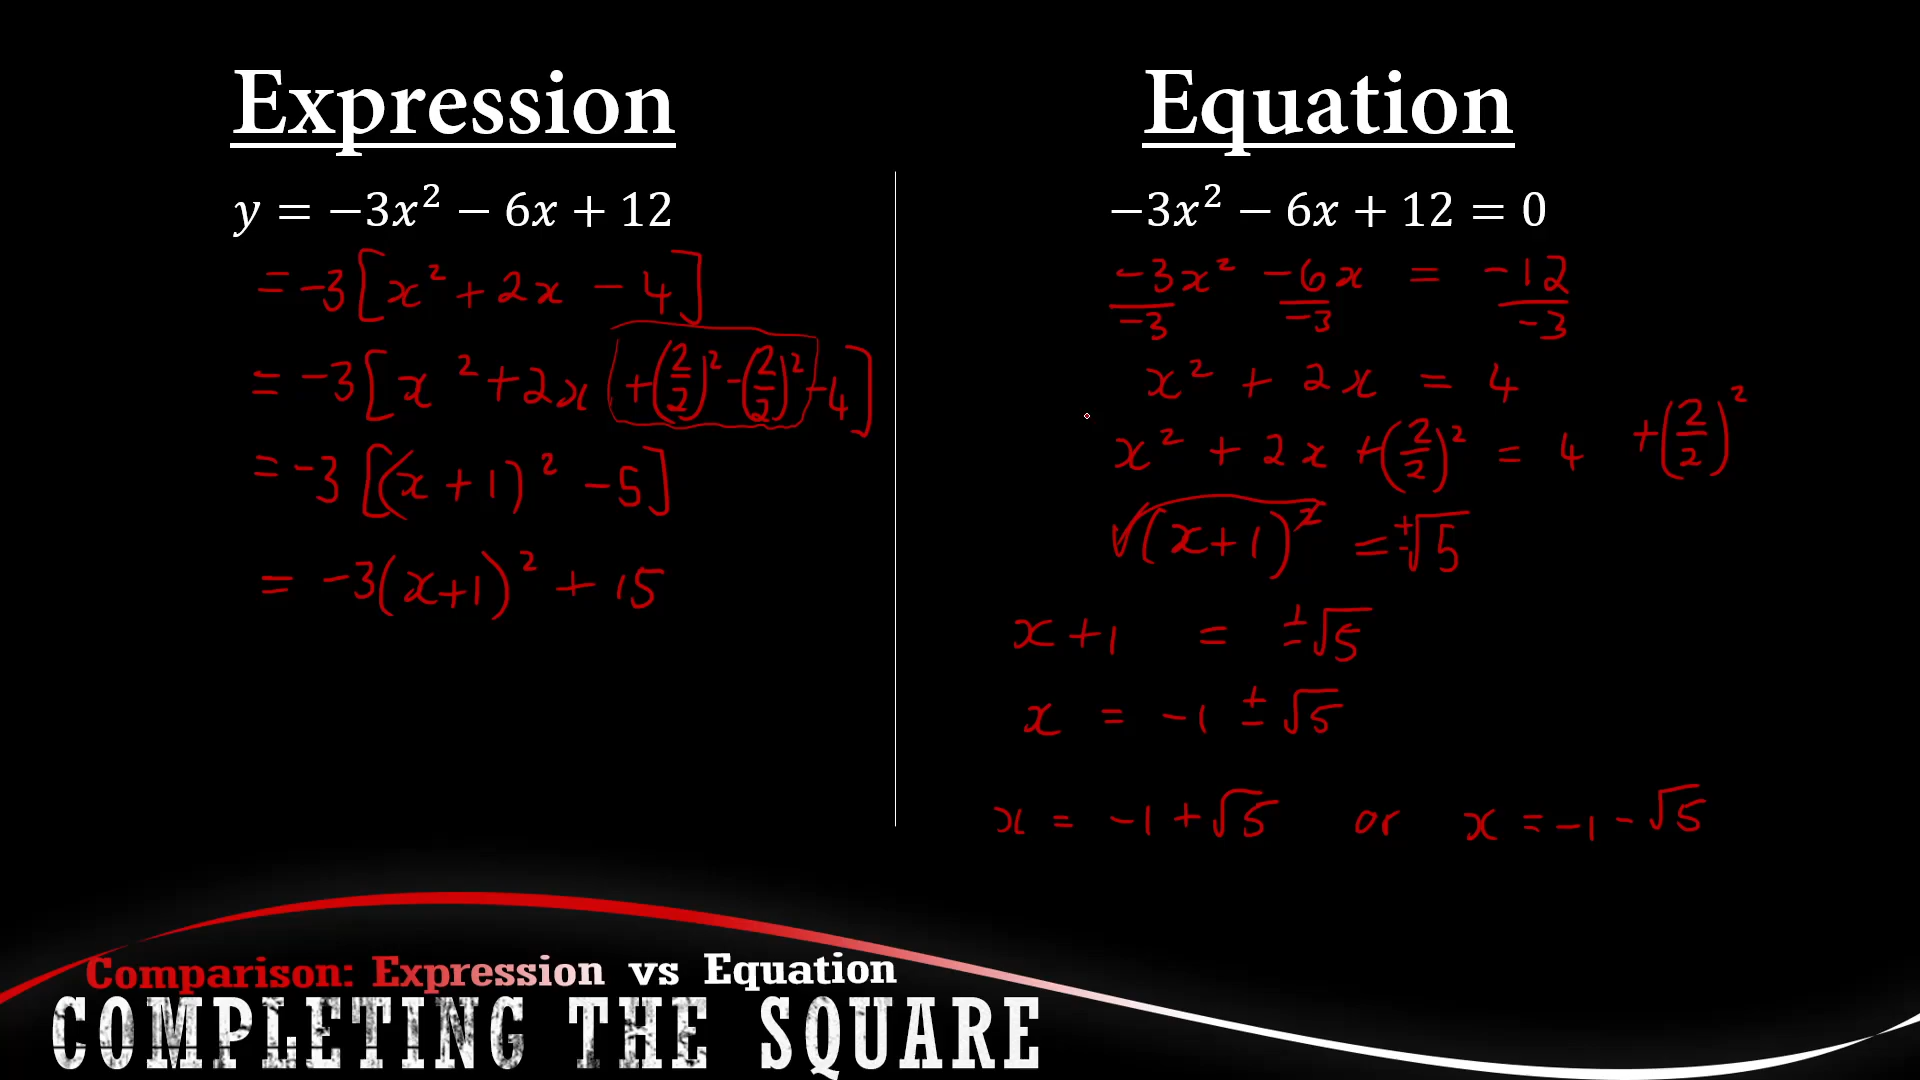 Expression
y = −3x² − 6x + 12
= -3[x² + 2x - 4]
= -3[x² + 2x + (2/2)² - (2/2)² - 4]
= -3[(x + 1)² - 5]
= -3(x+1)² + 15
Equation
−3x² − 6x + 12 = 0
-3x²/-3 -6x/-3 = -12/-3
x² + 2x = 4
x² + 2x + (2/2)² = 4 + (2/2)²
√(x+1)² = ±√5
x + 1 = ±√5
x = -1 ± √5
x = -1 + √5 or x = -1 - √5
Comparison: Expression vs Equation
COMPLETING THE SQUARE